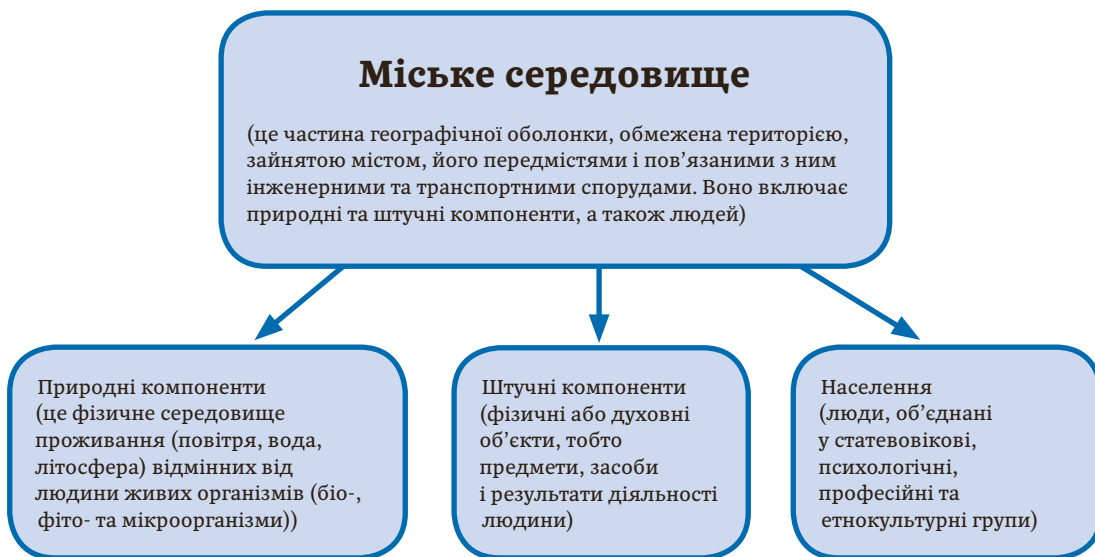 Міське середовище
(це частина географічної оболонки, обмежена територією,
зайнятою містом, його передмістями і пов’язаними з ним
інженерними та транспортними спорудами. Воно включає
природні та штучні компоненти, а також людей)
Природні компоненти
(це фізичне середовище
проживання (повітря, вода,
літосфера) відмінних від
людини живих організмів (біо-,
фіто- та мікроорганізми))
Штучні компоненти
(фізичні або духовні
об’єкти, тобто
предмети, засоби
і результати діяльності
людини)
Населення
(люди, об’єднані
у статевовікові,
психологічні,
професійні та
етнокультурні групи)